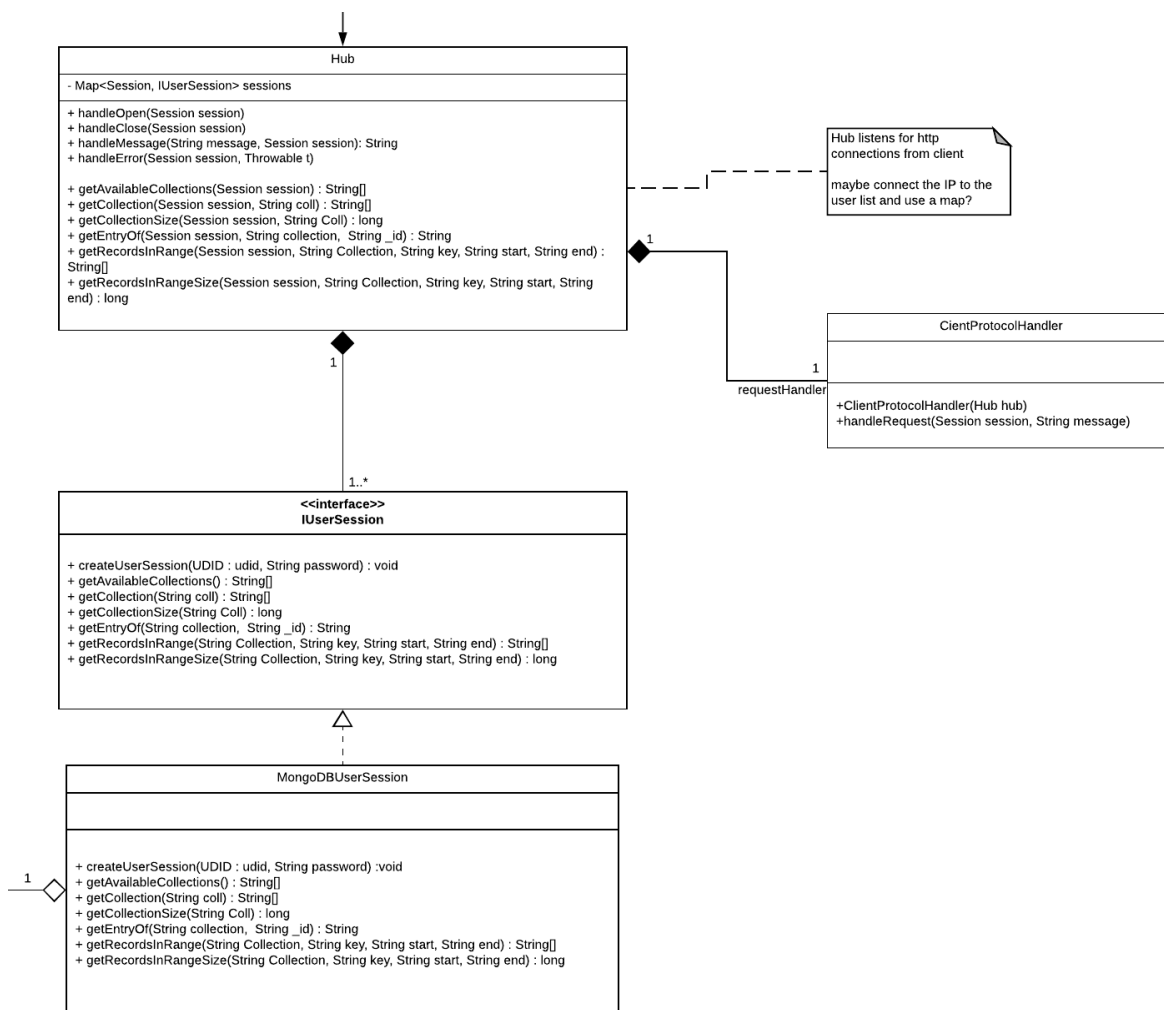 Hub
- Map<Session, IUserSession> sessions
+ handleOpen(Session session)
+ handleClose(Session session)
+ handleMessage(String message, Session session): String
+ handleError(Session session, Throwable t)
+ getAvailableCollections(Session session) : String[]
+ getCollection(Session session, String coll) : String[]
+ getCollectionSize(Session session, String Coll) : long
+ getEntryOf(Session session, String collection,  String _id) : String
+ getRecordsInRange(Session session, String Collection, String key, String start, String end) :
String[]
+ getRecordsInRangeSize(Session session, String Collection, String key, String start, String
end) : long
Hub listens for http
connections from client
maybe connect the IP to the
user list and use a map?
1
CientProtocolHandler
1
requestHandler
+ClientProtocolHandler(Hub hub)
+handleRequest(Session session, String message)
1
1..*
<<interface>>
IUserSession
+ createUserSession(UDID : udid, String password) : void
+ getAvailableCollections() : String[]
+ getCollection(String coll) : String[]
+ getCollectionSize(String Coll) : long
+ getEntryOf(String collection,  String _id) : String
+ getRecordsInRange(String Collection, String key, String start, String end) : String[]
+ getRecordsInRangeSize(String Collection, String key, String start, String end) : long
MongoDBUserSession
1
+ createUserSession(UDID : udid, String password) :void
+ getAvailableCollections() : String[]
+ getCollection(String coll) : String[]
+ getCollectionSize(String Coll) : long
+ getEntryOf(String collection,  String _id) : String
+ getRecordsInRange(String Collection, String key, String start, String end) : String[]
+ getRecordsInRangeSize(String Collection, String key, String start, String end) : long